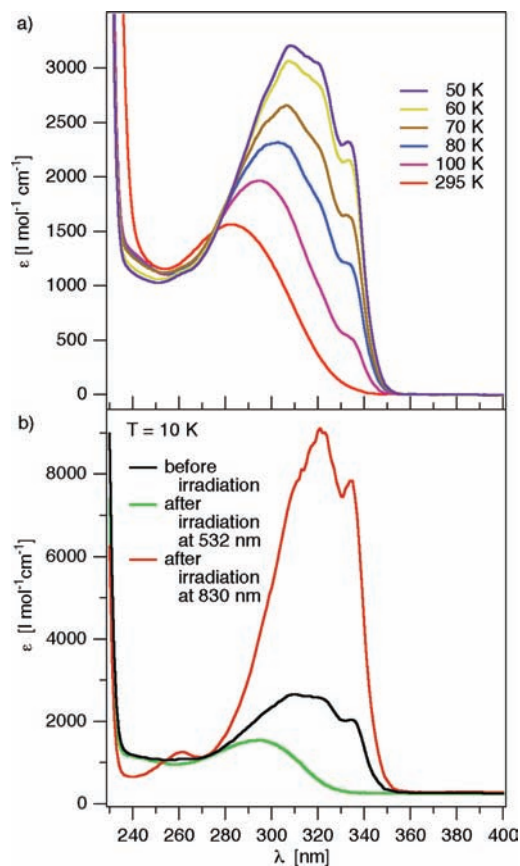 a)
3000
2500
2000
1500
1000
500
0
ε [l mol-1 cm-1]
50 K
60 K
70 K
80 K
100 K
295 K
b)
T = 10 K
before
irradiation
after
irradiation
at 532 nm
after
irradiation
at 830 nm
8000
6000
4000
2000
0
ε [l mol-1cm-1]
240 260 280 300 320 340 360 380 400
λ [nm]